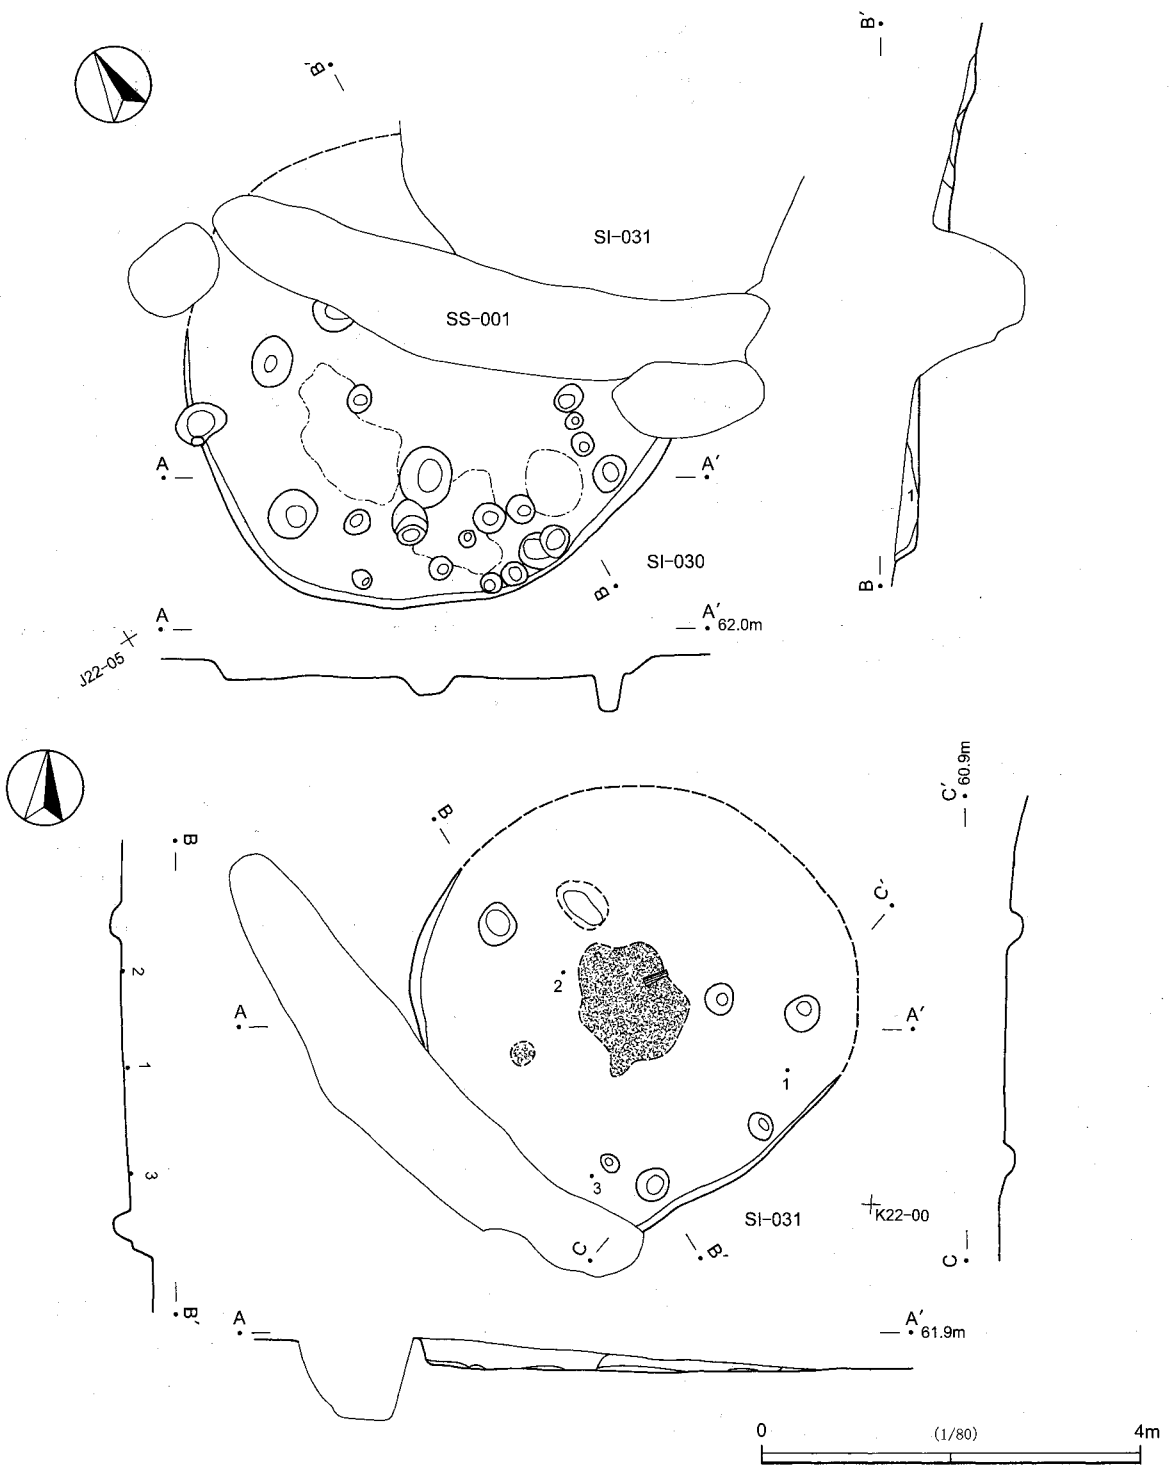 B′
B′
SI-031
SS-001
A
A′
1
SI-030
B
B
A
A′
62.0m
J22-05
C′
60.9m
B
B
C′
2
2
A
A′
1
1
3
3
SI-031
K22-00
C
B′
C
B′
A
A′
61.9m
0
(1/80)
4m